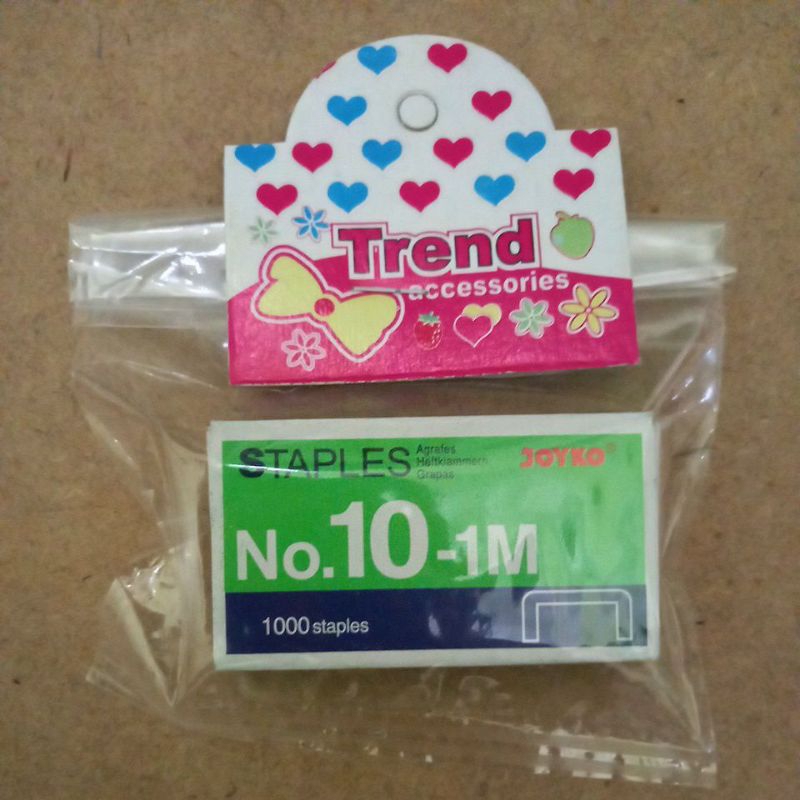 Trend
accessories
STAPLES
Agrafes
Heftklammern
Grapas
JOYKO®
No.10-1M
1000 staples